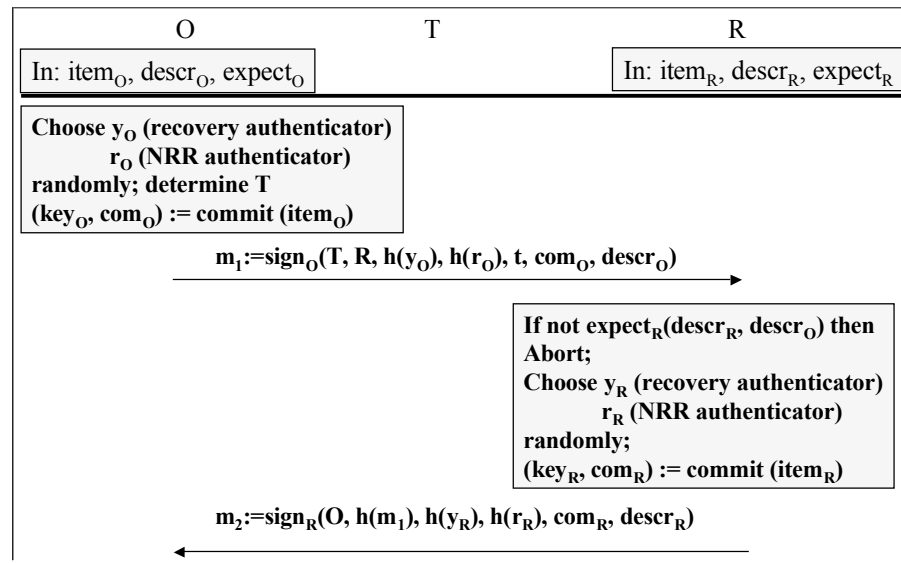 O T R
In: item_O, descr_O, expect_O In: item_R, descr_R, expect_R
Choose y_O (recovery authenticator)
r_O (NRR authenticator)
randomly; determine T
(key_O, com_O) := commit (item_O)
m_1:=sign_O(T, R, h(y_O), h(r_O), t, com_O, descr_O)
If not expect_R(descr_R, descr_O) then
Abort;
Choose y_R (recovery authenticator)
r_R (NRR authenticator)
randomly;
(key_R, com_R) := commit (item_R)
m_2:=sign_R(O, h(m_1), h(y_R), h(r_R), com_R, descr_R)